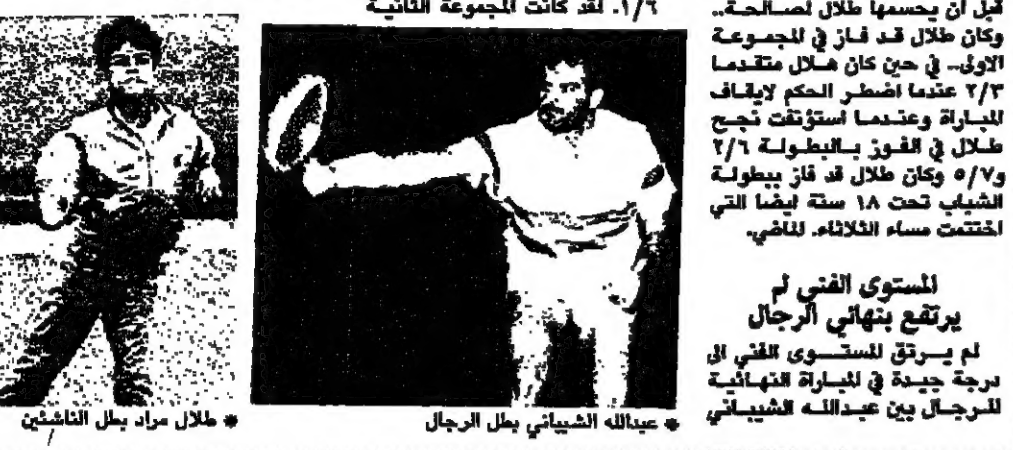 قبل ان يحسمها طلال لصالحة..
وكان طلال قد فاز في المجموعة
الاولى.. في حين كان هلال متقدما
٢/٣ عندما اضطر الحكم لايقاف
المباراة وعندما استؤنفت نجح
طلال في الفوز بالبطولة ٢/٦
و٥/٧ وكان طلال قد فاز ببطولة
الشباب تحت ١٨ سنة ايضا التي
اختتمت مساء الثلاثاء. الماضي.
المستوى الفني لم
يرتفع بنهائي الرجال
لم يرتق المستوى الفني الى
درجة جيدة في المباراة النهائية
للرجال بين عبدالله الشيباني
١/٦. لقد كانت المجموعة الثانية
* عبدالله الشيباني بطل الرجال
* طلال مراد بطل الناشئين